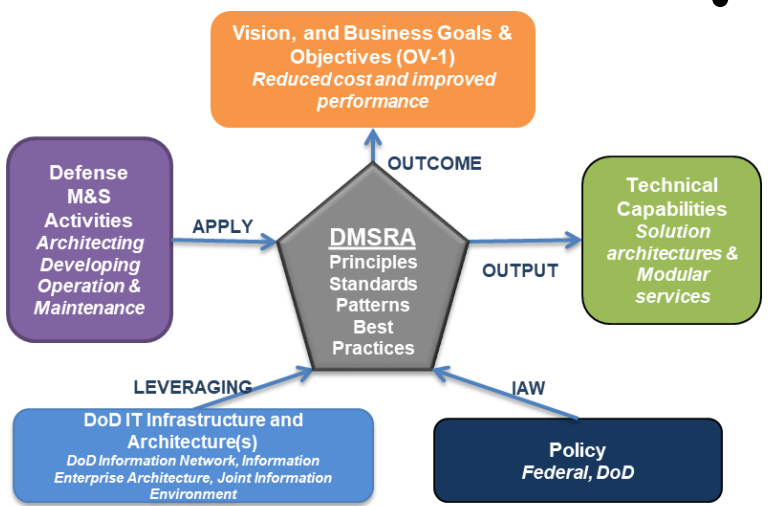 Vision, and Business Goals &
Objectives (OV-1)
Reduced cost and improved
performance
OUTCOME
Defense
M&S
Activities
Architecting
Developing
Operation &
Maintenance
APPLY
DMSRA
Principles
Standards
Patterns
Best
Practices
OUTPUT
Technical
Capabilities
Solution
architectures &
Modular
services
LEVERAGING
IAW
DoD IT Infrastructure and
Architecture(s)
DoD Information Network, Information
Enterprise Architecture, Joint Information
Environment
Policy
Federal, DoD